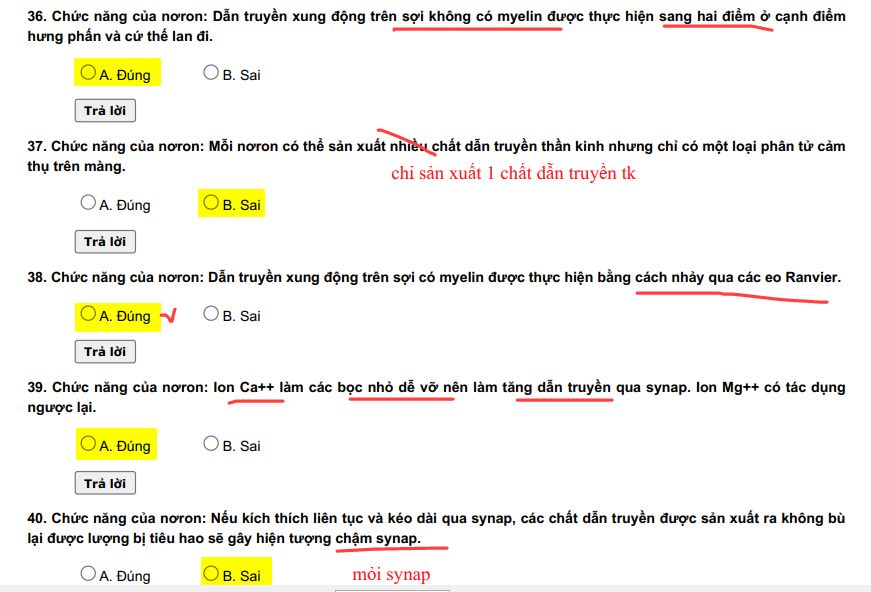 36. Chức năng của nơron: Dẫn truyền xung động trên sợi không có myelin được thực hiện sang hai điểm ở cạnh điểm
hưng phấn và cứ thế lan đi.
A. Đúng B. Sai
Trả lời
37. Chức năng của nơron: Mỗi nơron có thể sản xuất nhiều chất dẫn truyền thần kinh nhưng chỉ có một loại phân tử cảm
thụ trên màng.
chỉ sản xuất 1 chất dẫn truyền tk
A. Đúng B. Sai
Trả lời
38. Chức năng của nơron: Dẫn truyền xung động trên sợi có myelin được thực hiện bằng cách nhảy qua các eo Ranvier.
A. Đúng B. Sai
Trả lời
39. Chức năng của nơron: Ion Ca++ làm các bọc nhỏ dễ vỡ nên làm tăng dẫn truyền qua synap. Ion Mg++ có tác dụng
ngược lại.
A. Đúng B. Sai
Trả lời
40. Chức năng của nơron: Nếu kích thích liên tục và kéo dài qua synap, các chất dẫn truyền được sản xuất ra không bù
lại được lượng bị tiêu hao sẽ gây hiện tượng chậm synap.
A. Đúng B. Sai mỏi synap